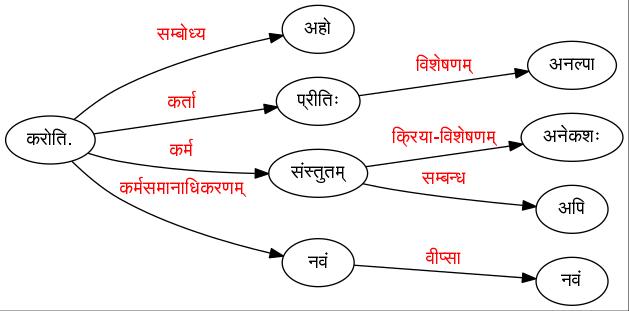 सम्बोध्य
अहो
कर्ता
प्रीतिः
विशेषणम्
अनल्पा
करोति.
कर्म
संस्तुतम्
क्रिया-विशेषणम्
अनेकशः
कर्मसमानाधिकरणम्
सम्बन्ध
अपि
नवं
वीप्सा
नवं